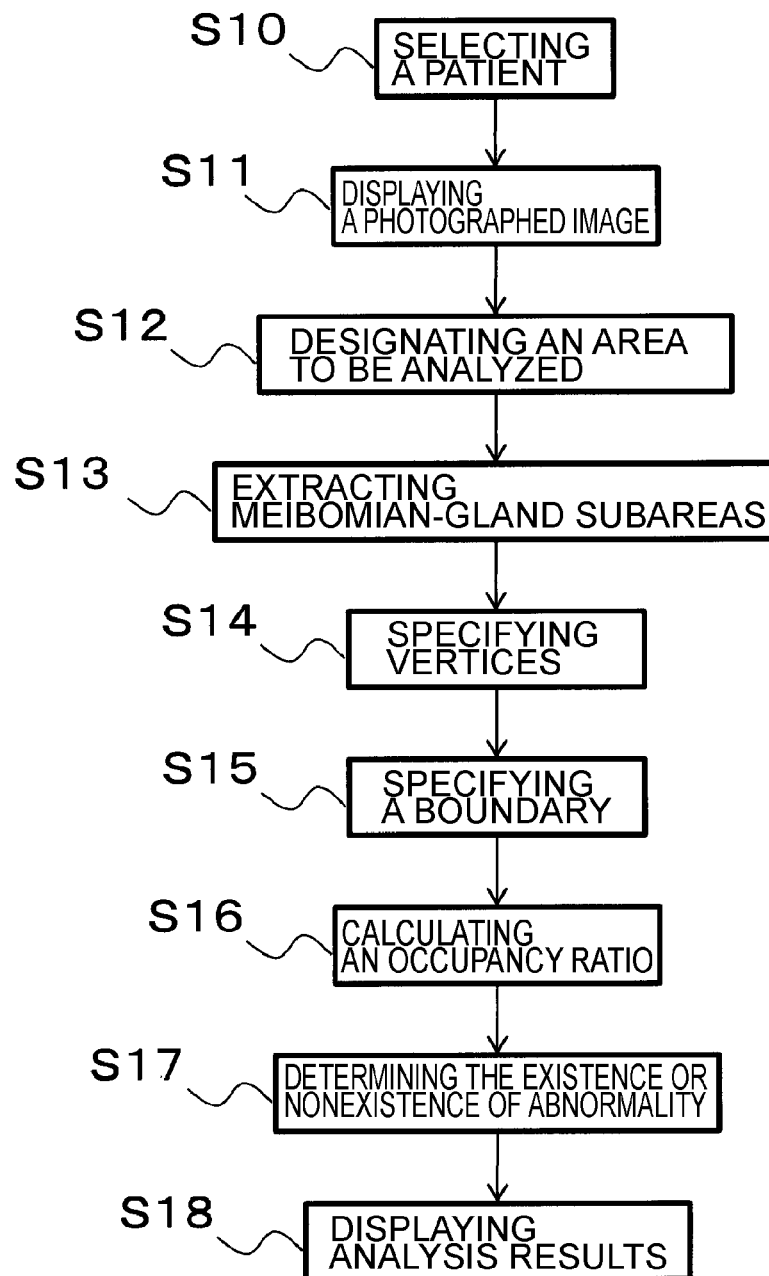 S10
SELECTING
A PATIENT
S11
DISPLAYING
A PHOTOGRAPHED IMAGE
S12
DESIGNATING AN AREA
TO BE ANALYZED
S13
EXTRACTING
MEIBOMIAN-GLAND SUBAREAS
S14
SPECIFYING
VERTICES
S15
SPECIFYING
A BOUNDARY
S16
CALCULATING
AN OCCUPANCY RATIO
S17
DETERMINING THE EXISTENCE OR
NONEXISTENCE OF ABNORMALITY
S18
DISPLAYING
ANALYSIS RESULTS